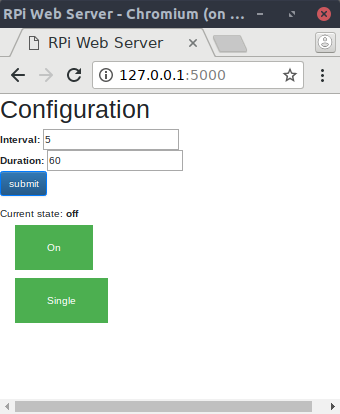 RPi Web Server - Chromium (on ...
RPi Web Server
127.0.0.1:5000
Configuration
Interval: 5
Duration: 60
submit
Current state: off
On
Single